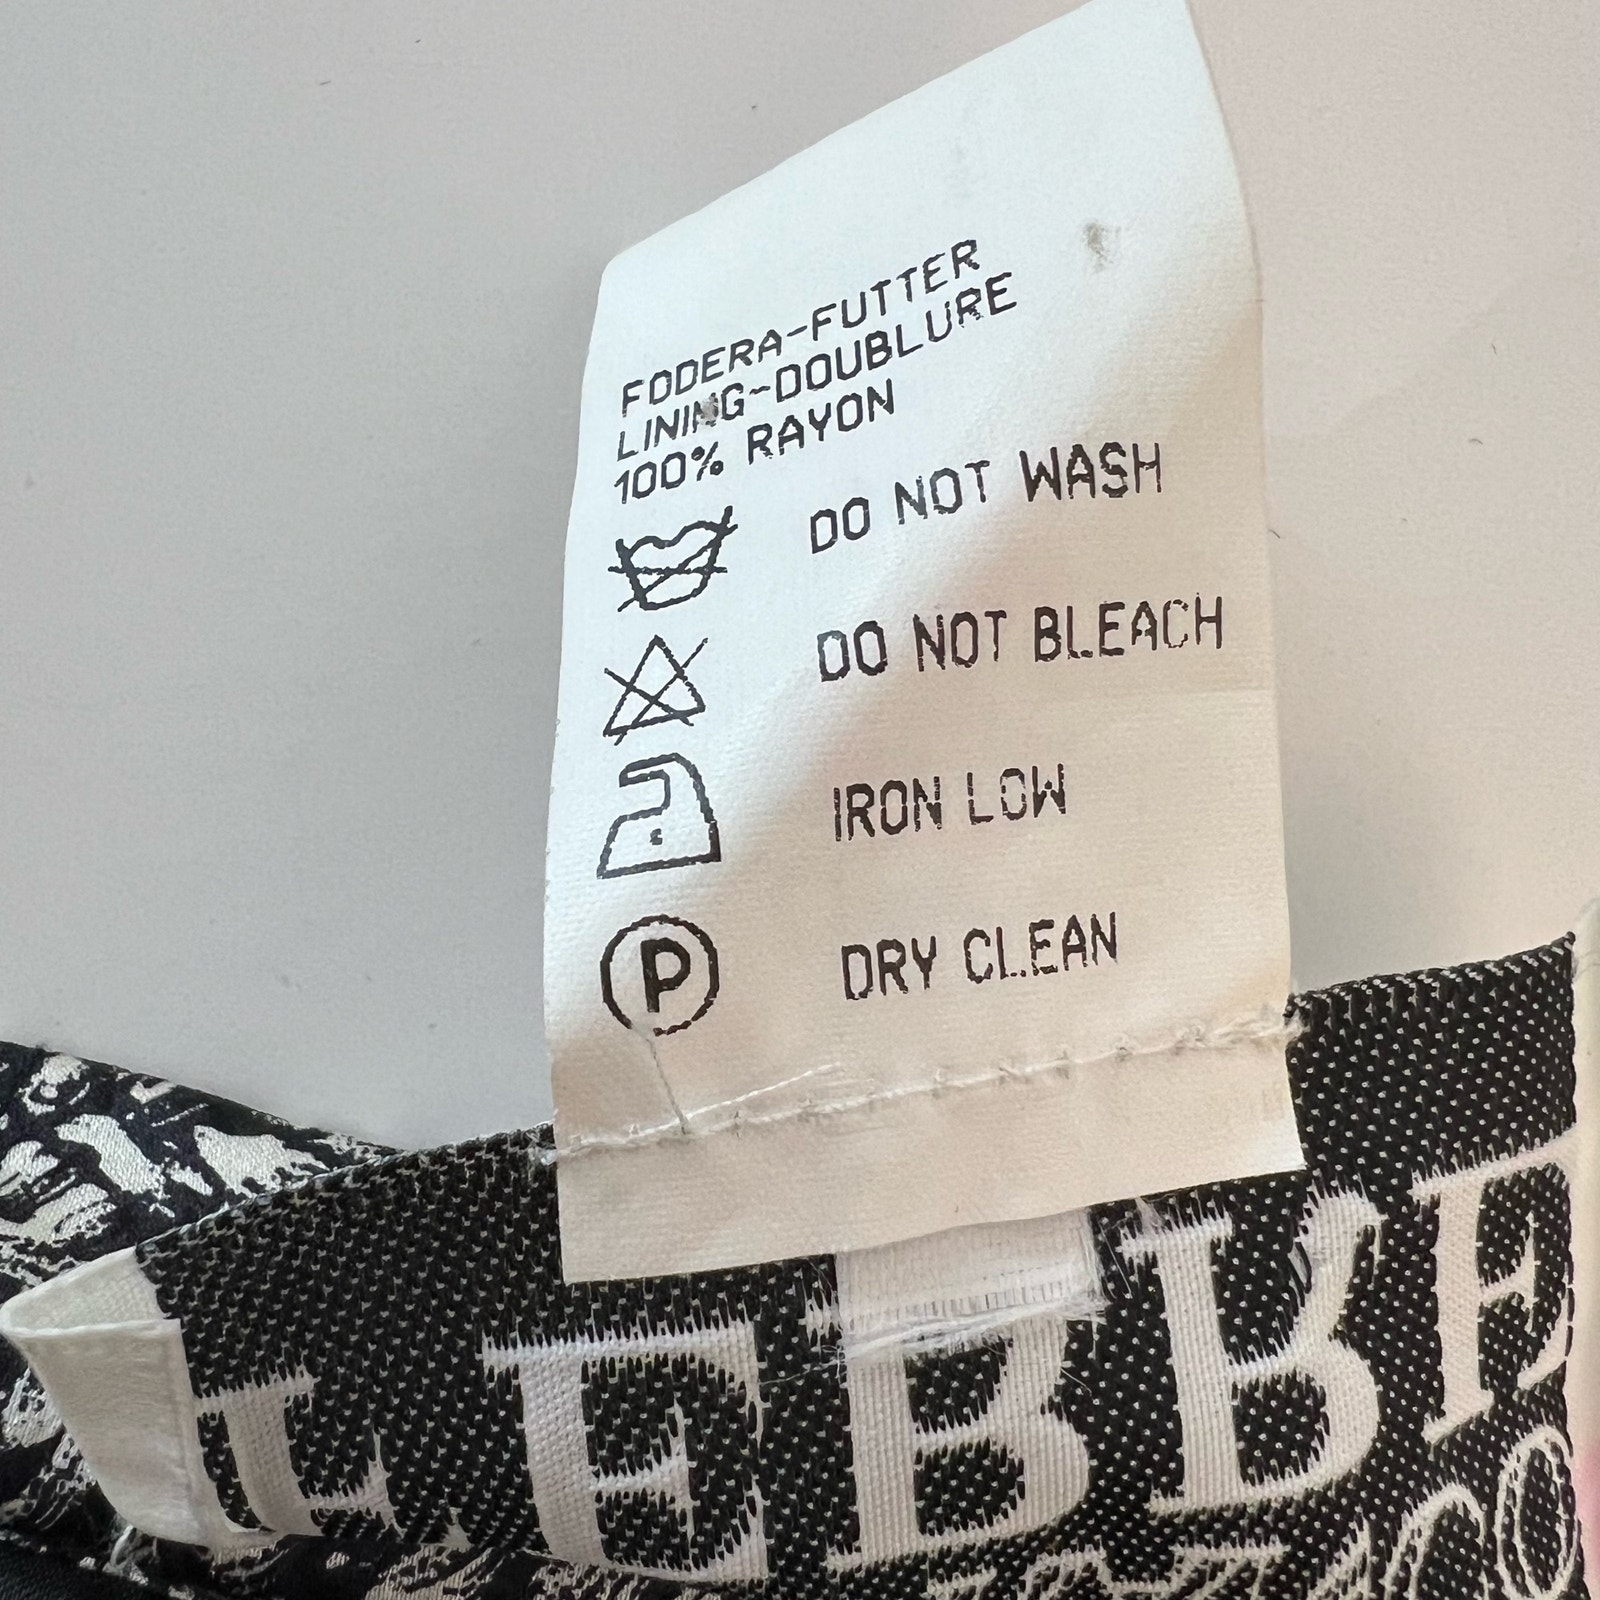 FODERA-FUTTER
LINING-DOUBLURE
100% RAYON
DO NOT WASH
DO NOT BLEACH
IRON LOW
P DRY CLEAN